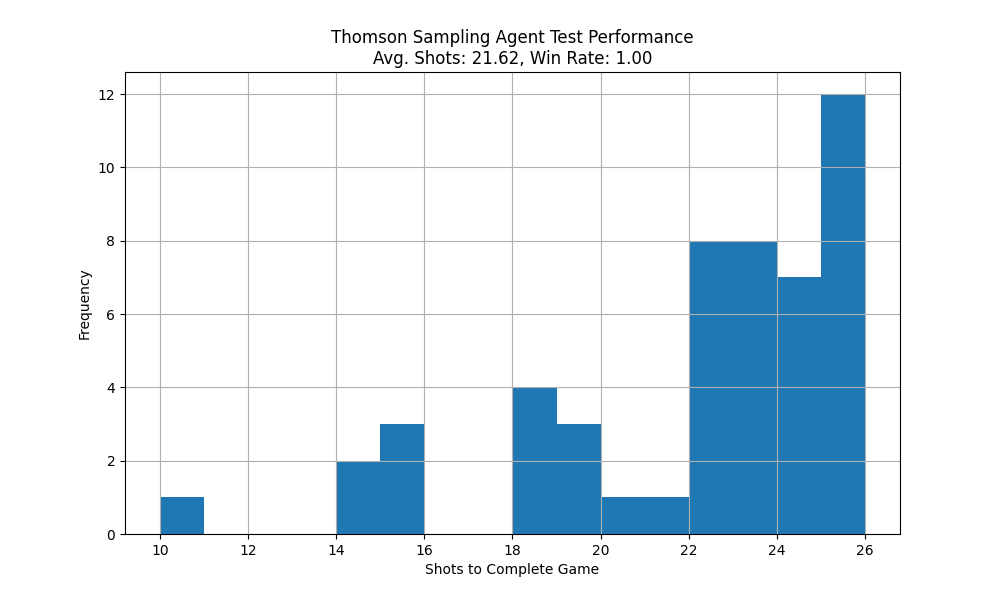 Thomson Sampling Agent Test Performance
Avg. Shots: 21.62, Win Rate: 1.00
12
10
8
6
4
2
0
Frequency
10 12 14 16 18 20 22 24 26
Shots to Complete Game